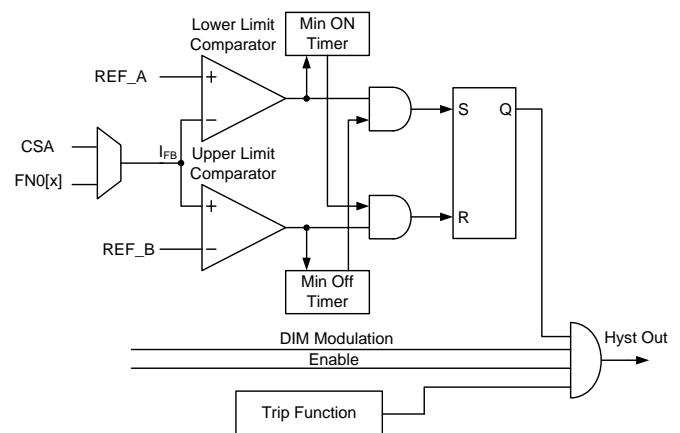 Lower Limit
Comparator
Min ON
Timer
REF_A
+
−
S
Q
CSA
FN0[x]
IFB
Upper Limit
Comparator
+
−
R
REF_B
Min Off
Timer
DIM Modulation
Enable
Hyst Out
Trip Function